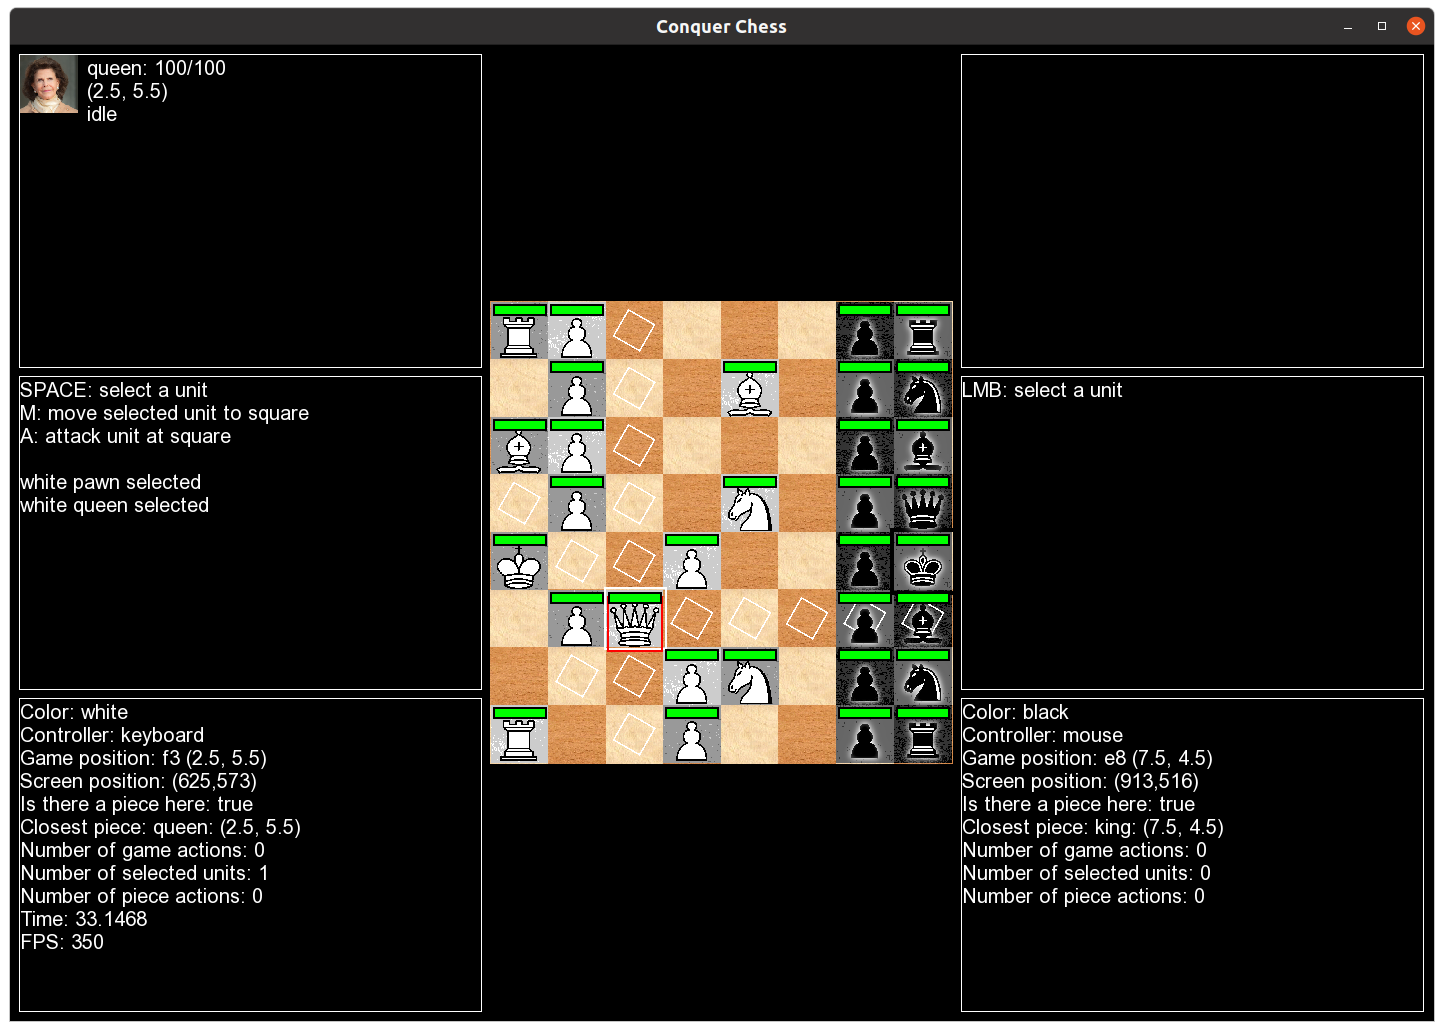 Conquer Chess
queen: 100/100
(2.5, 5.5)
idle
SPACE: select a unit
M: move selected unit to square
A: attack unit at square
white pawn selected
white queen selected
Color: white
Controller: keyboard
Game position: f3 (2.5, 5.5)
Screen position: (625,573)
Is there a piece here: true
Closest piece: queen: (2.5, 5.5)
Number of game actions: 0
Number of selected units: 1
Number of piece actions: 0
Time: 33.1468
FPS: 350
LMB: select a unit
Color: black
Controller: mouse
Game position: e8 (7.5, 4.5)
Screen position: (913,516)
Is there a piece here: true
Closest piece: king: (7.5, 4.5)
Number of game actions: 0
Number of selected units: 0
Number of piece actions: 0